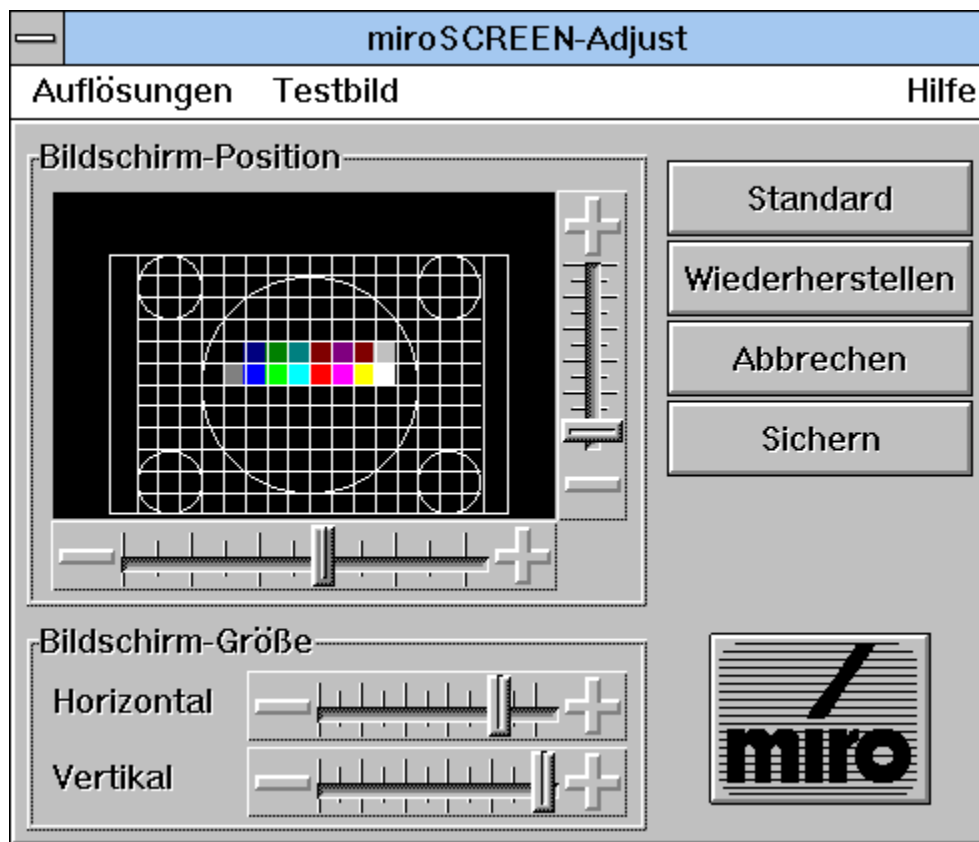 miroSCREEN-Adjust
Auflösungen Testbild Hilfe
Bildschirm-Position
Standard
Wiederherstellen
Abbrechen
Sichern
Bildschirm-Größe
Horizontal
Vertikal
miro